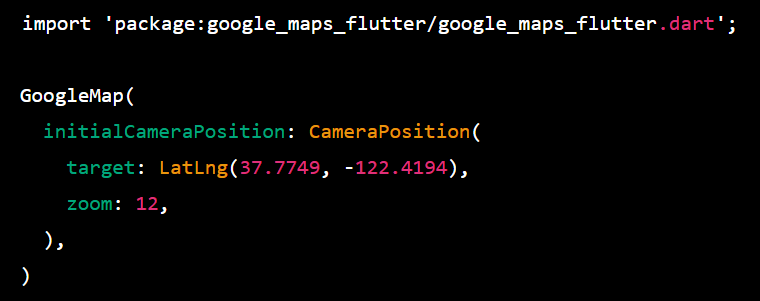 import 'package:google_maps_flutter/google_maps_flutter.dart';
GoogleMap(
initialCameraPosition: CameraPosition(
target: LatLng(37.7749, -122.4194),
zoom: 12,
),
)